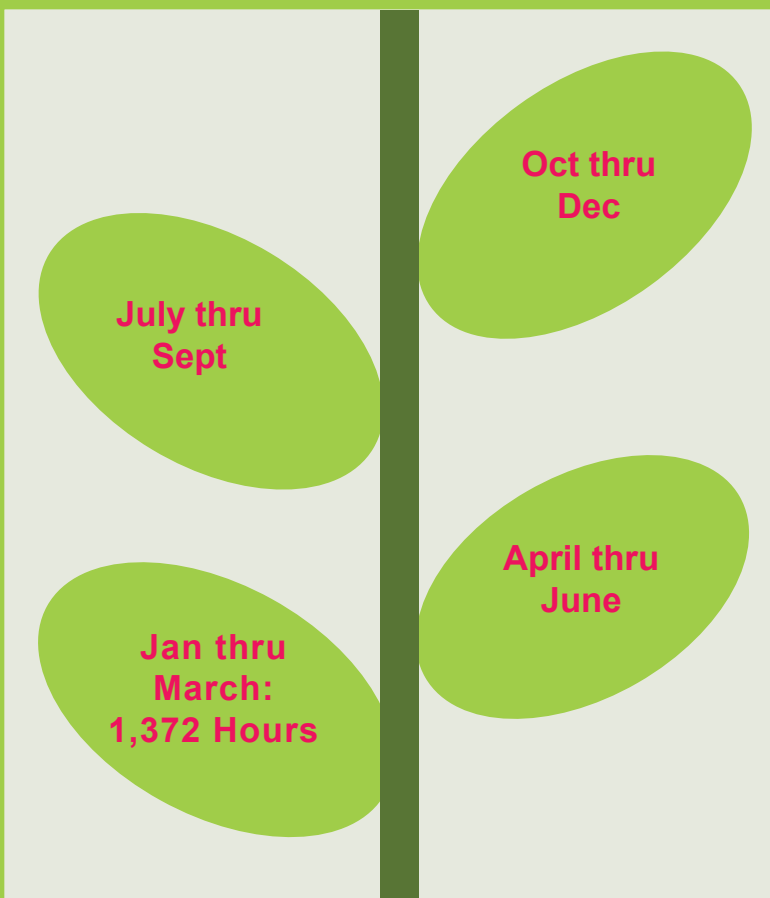 Oct thru
Dec
July thru
Sept
April thru
June
Jan thru
March:
1,372 Hours